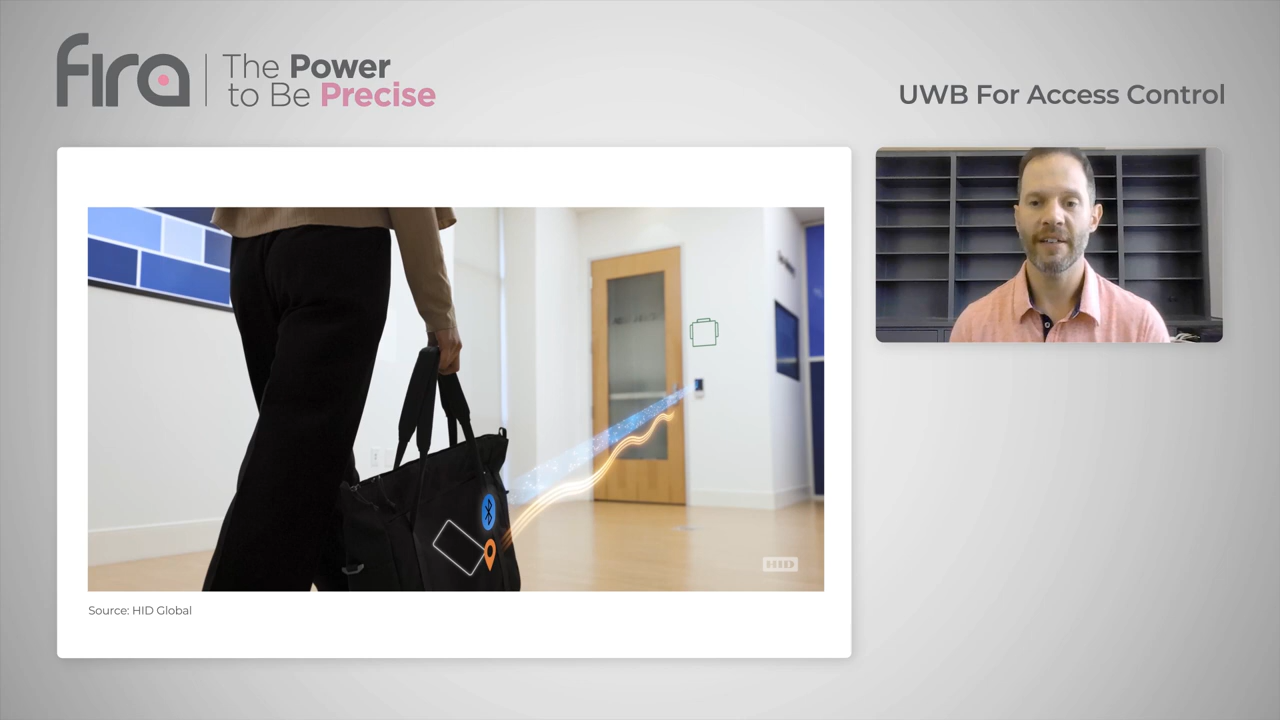 fira
The Power
to Be Precise
UWB For Access Control
HID
Source: HID Global